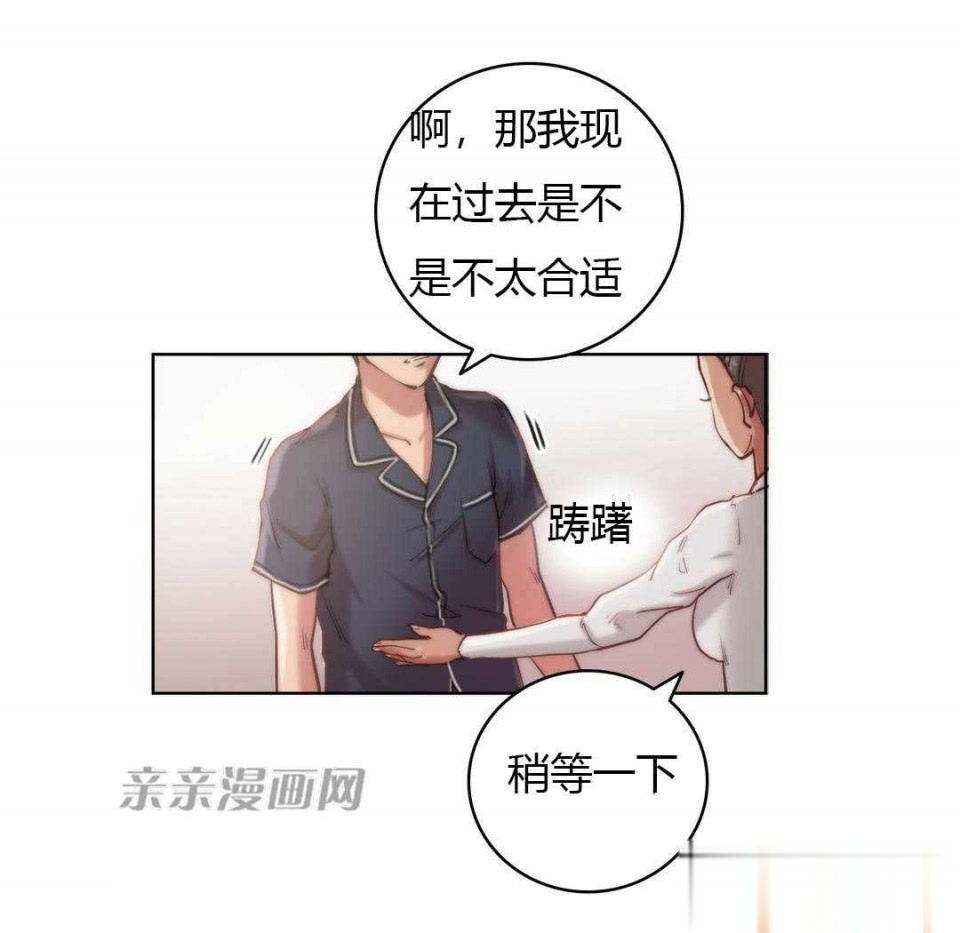 啊，那我现
在过去是不
是不太合适
踌躇
稍等一下
亲亲漫画网